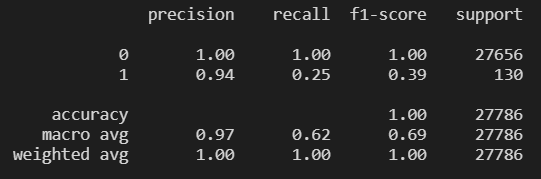 precision recall f1-score support
0 1.00 1.00 1.00 27656
1 0.94 0.25 0.39 130
accuracy 1.00 27786
macro avg 0.97 0.62 0.69 27786
weighted avg 1.00 1.00 1.00 27786